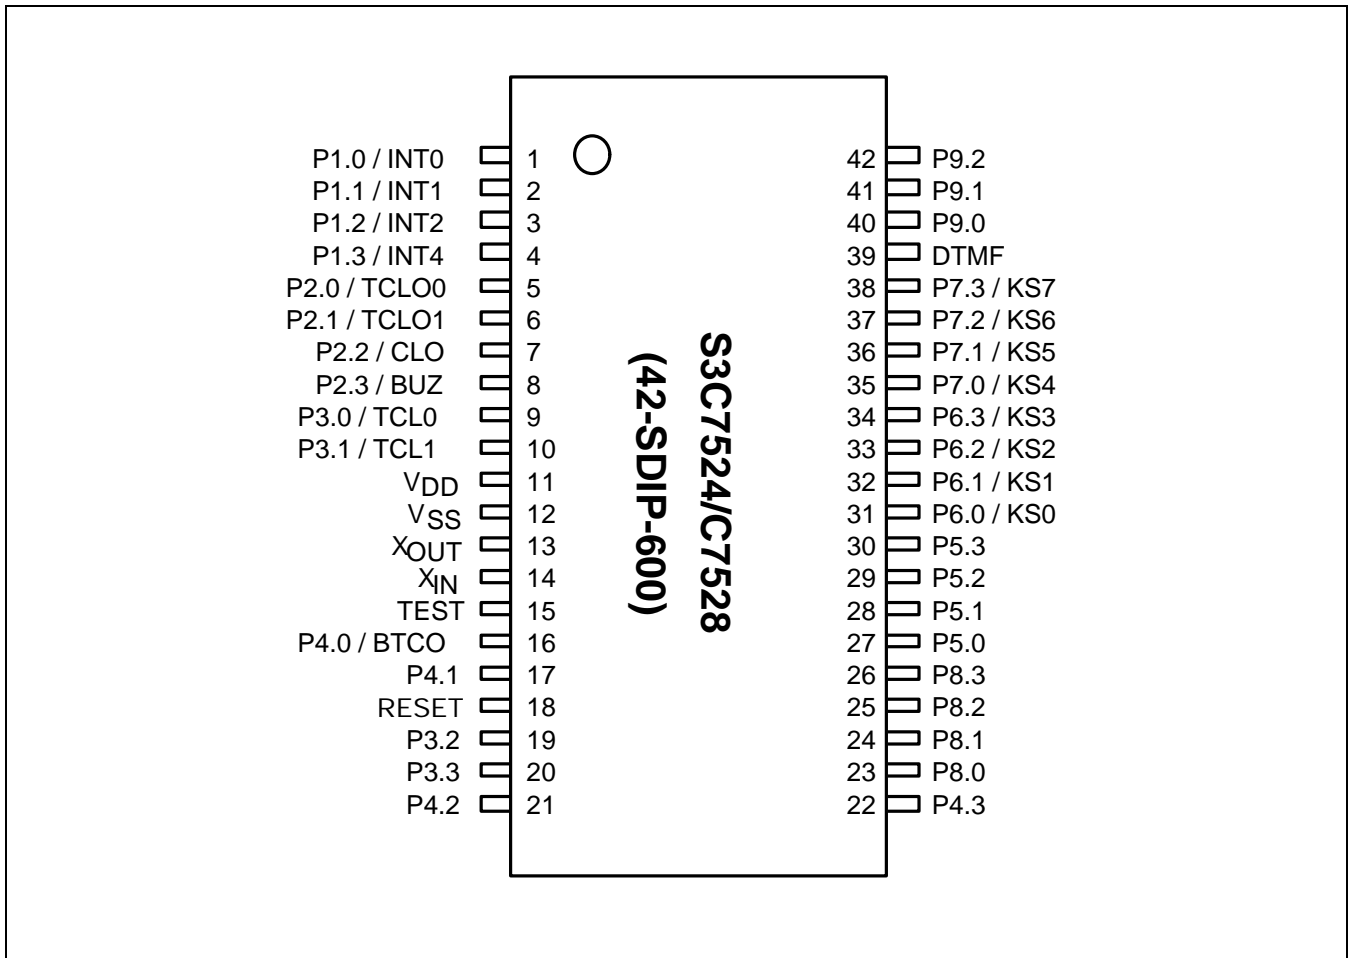 P1.0 / INT0 1 42 P9.2
P1.1 / INT1 2 41 P9.1
P1.2 / INT2 3 40 P9.0
P1.3 / INT4 4 39 DTMF
P2.0 / TCLO0 5 38 P7.3 / KS7
P2.1 / TCLO1 6 37 P7.2 / KS6
P2.2 / CLO 7 36 P7.1 / KS5
P2.3 / BUZ 8 35 P7.0 / KS4
P3.0 / TCL0 9 34 P6.3 / KS3
P3.1 / TCL1 10 33 P6.2 / KS2
VDD 11 32 P6.1 / KS1
VSS 12 31 P6.0 / KS0
XOUT 13 30 P5.3
XIN 14 29 P5.2
TEST 15 28 P5.1
P4.0 / BTCO 16 27 P5.0
P4.1 17 26 P8.3
RESET 18 25 P8.2
P3.2 19 24 P8.1
P3.3 20 23 P8.0
P4.2 21 22 P4.3
S3C7524/C7528
(42-SDIP-600)